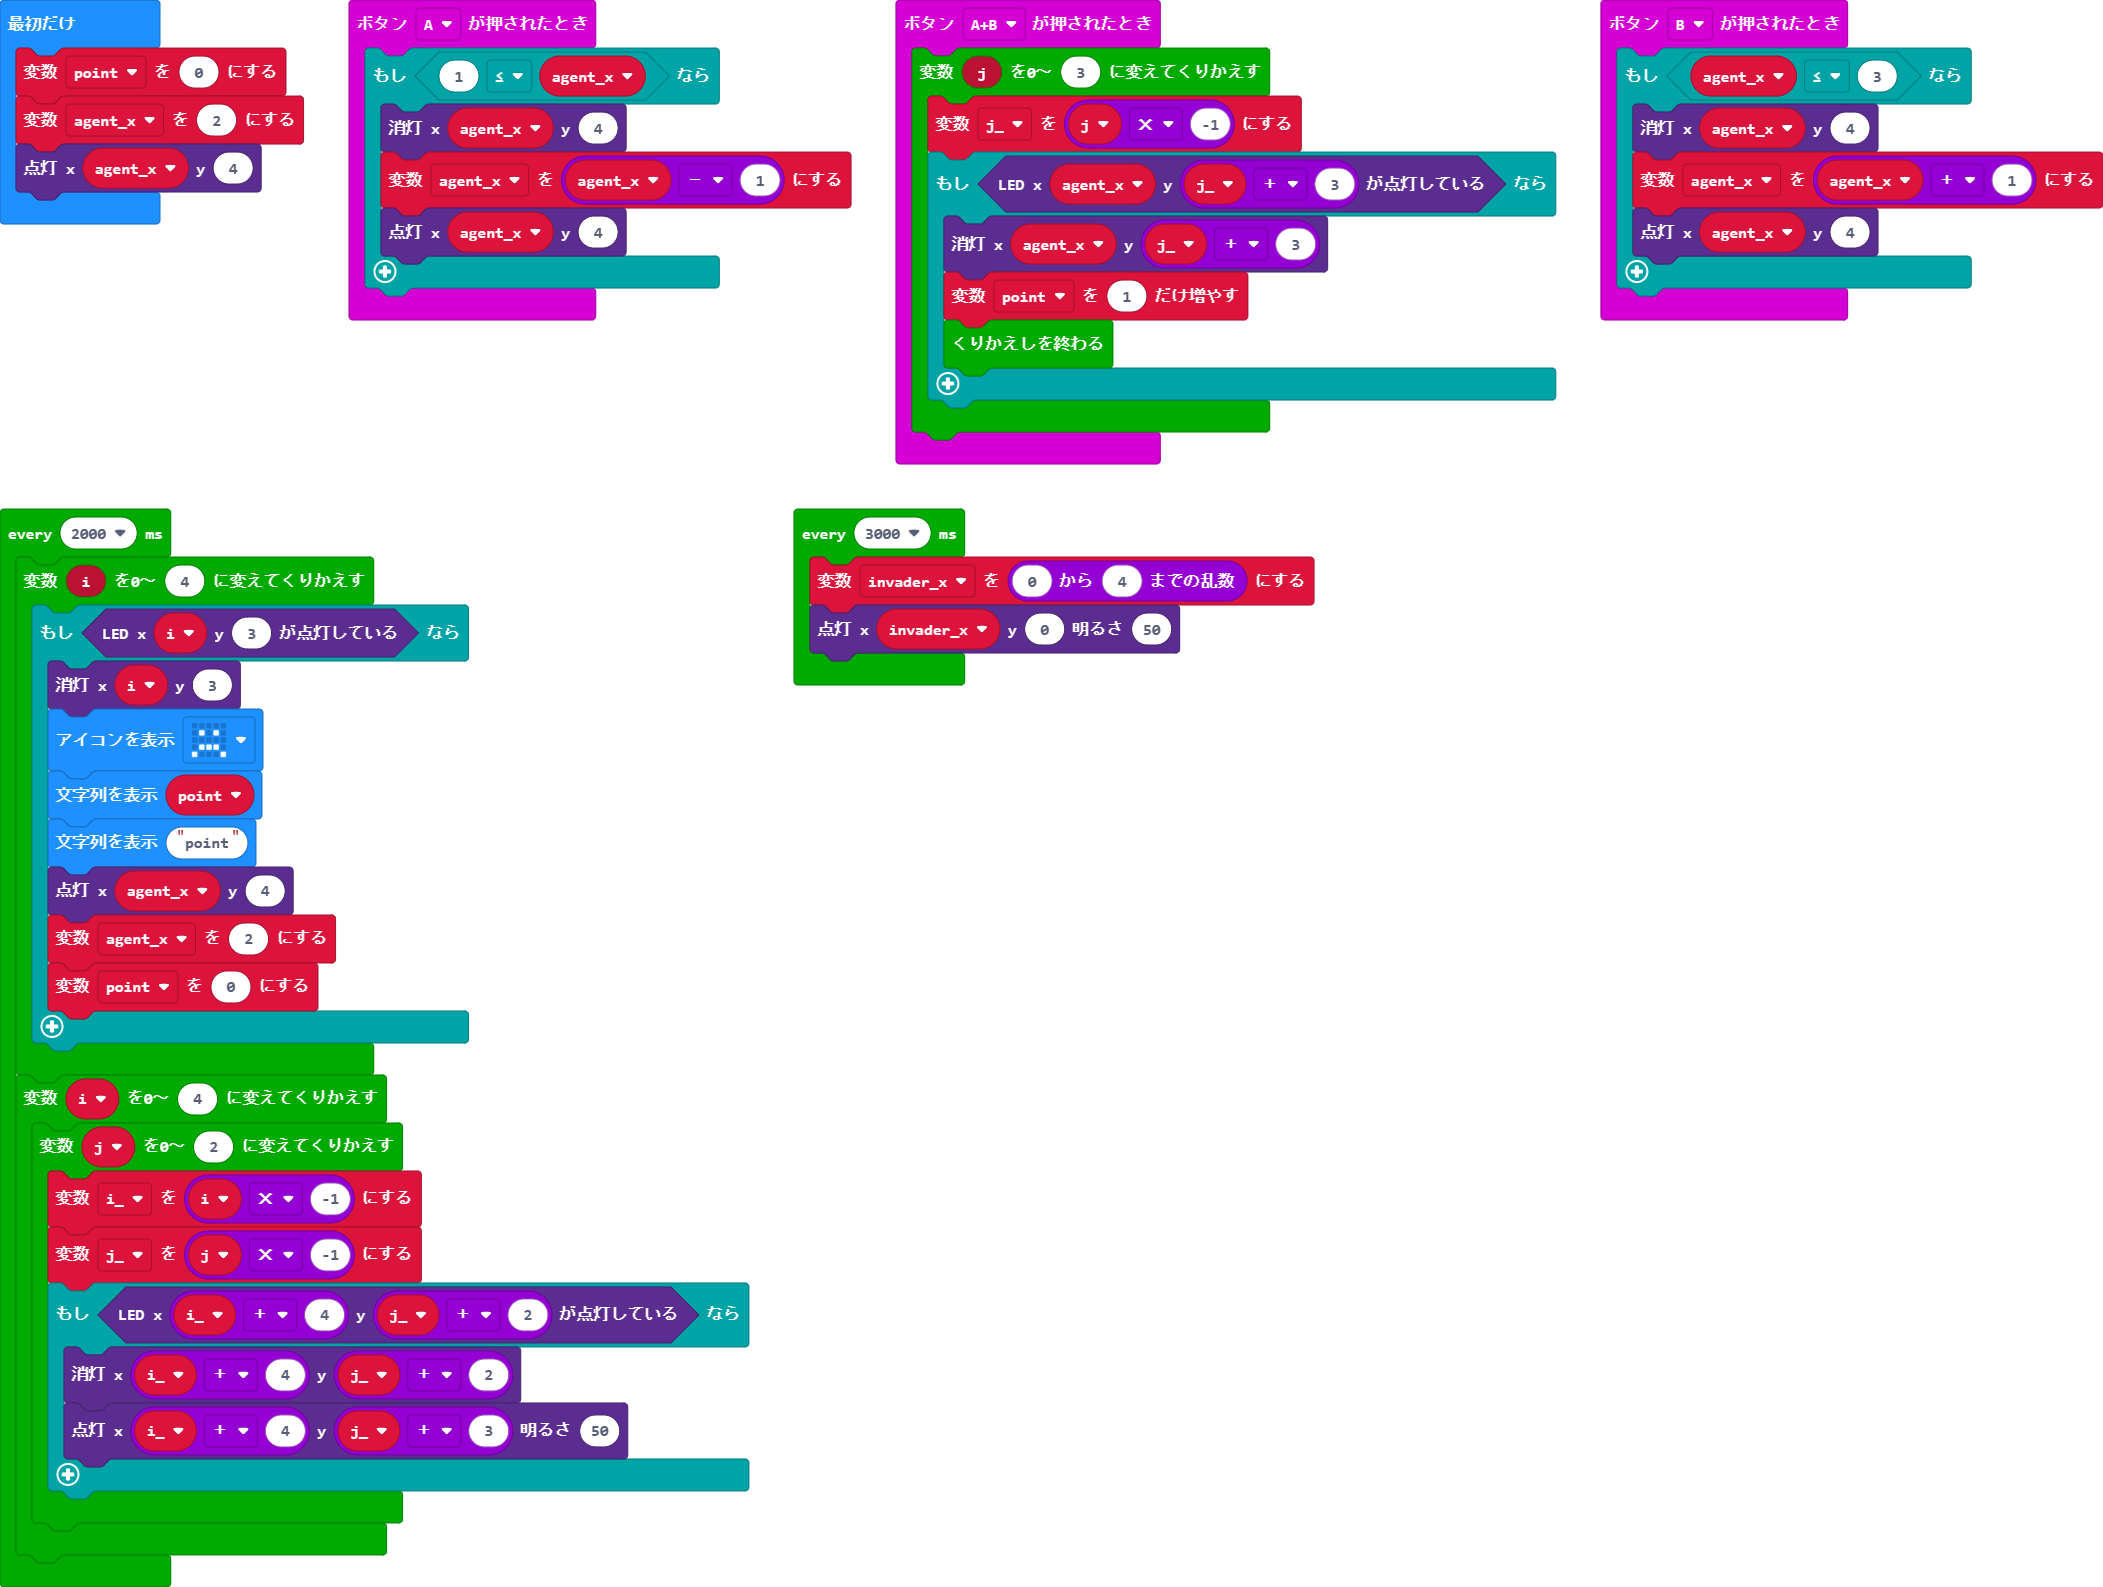 最初だけ
変数 point を 0 にする
変数 agent_x を 2 にする
点灯 x agent_x y 4
ボタン A が押されたとき
もし 1 ≤ agent_x なら
消灯 x agent_x y 4
変数 agent_x を agent_x - 1 にする
点灯 x agent_x y 4
ボタン A+B が押されたとき
変数 j を0～ 3 に変えてくりかえす
変数 j_ を j × -1 にする
もし LED x agent_x y j_ + 3 が点灯している なら
消灯 x agent_x y j_ + 3
変数 point を 1 だけ増やす
くりかえしを終わる
ボタン B が押されたとき
もし agent_x ≤ 3 なら
消灯 x agent_x y 4
変数 agent_x を agent_x + 1 にする
点灯 x agent_x y 4
every 2000 ms
変数 i を0～ 4 に変えてくりかえす
もし LED x i y 3 が点灯している なら
消灯 x i y 3
アイコンを表示
文字列を表示 point
文字列を表示 "point"
点灯 x agent_x y 4
変数 agent_x を 2 にする
変数 point を 0 にする
変数 i を0～ 4 に変えてくりかえす
変数 j を0～ 2 に変えてくりかえす
変数 i_ を i × -1 にする
変数 j_ を j × -1 にする
もし LED x i_ + 4 y j_ + 2 が点灯している なら
消灯 x i_ + 4 y j_ + 2
点灯 x i_ + 4 y j_ + 3 明るさ 50
every 3000 ms
変数 invader_x を 0 から 4 までの乱数 にする
点灯 x invader_x y 0 明るさ 50